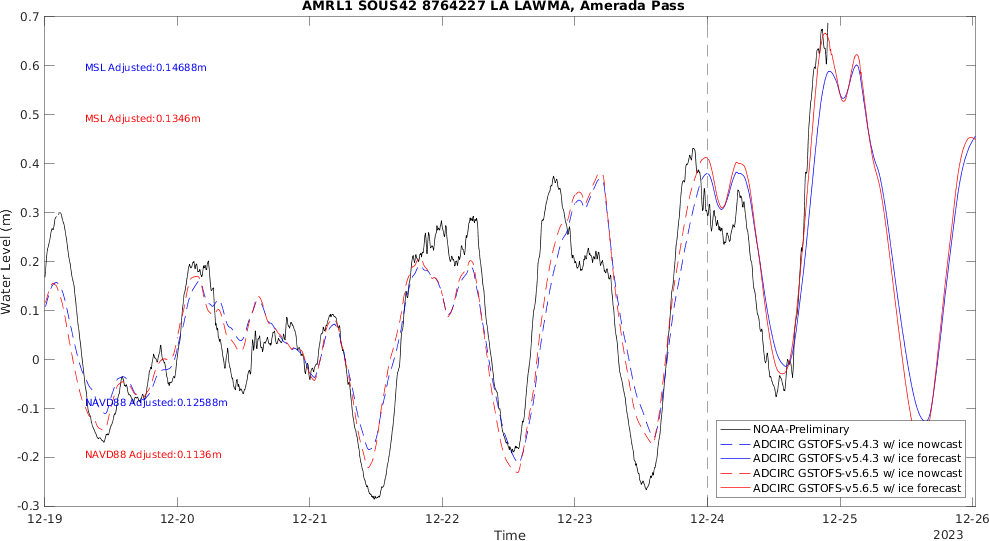 AMRL1 SOUS42 8764227 LA LAWMA, Amerada Pass
0.7
0.6
0.5
0.4
0.3
0.2
0.1
0
-0.1
-0.2
-0.3
Water Level (m)
MSL Adjusted:0.14688m
MSL Adjusted:0.1346m
NAVD88 Adjusted:0.12588m
NAVD88 Adjusted:0.1136m
NOAA-Preliminary
ADCIRC GSTOFS-v5.4.3 w/ ice nowcast
ADCIRC GSTOFS-v5.4.3 w/ ice forecast
ADCIRC GSTOFS-v5.6.5 w/ ice nowcast
ADCIRC GSTOFS-v5.6.5 w/ ice forecast
12-19 12-20 12-21 12-22 12-23 12-24 12-25 12-26
Time
2023